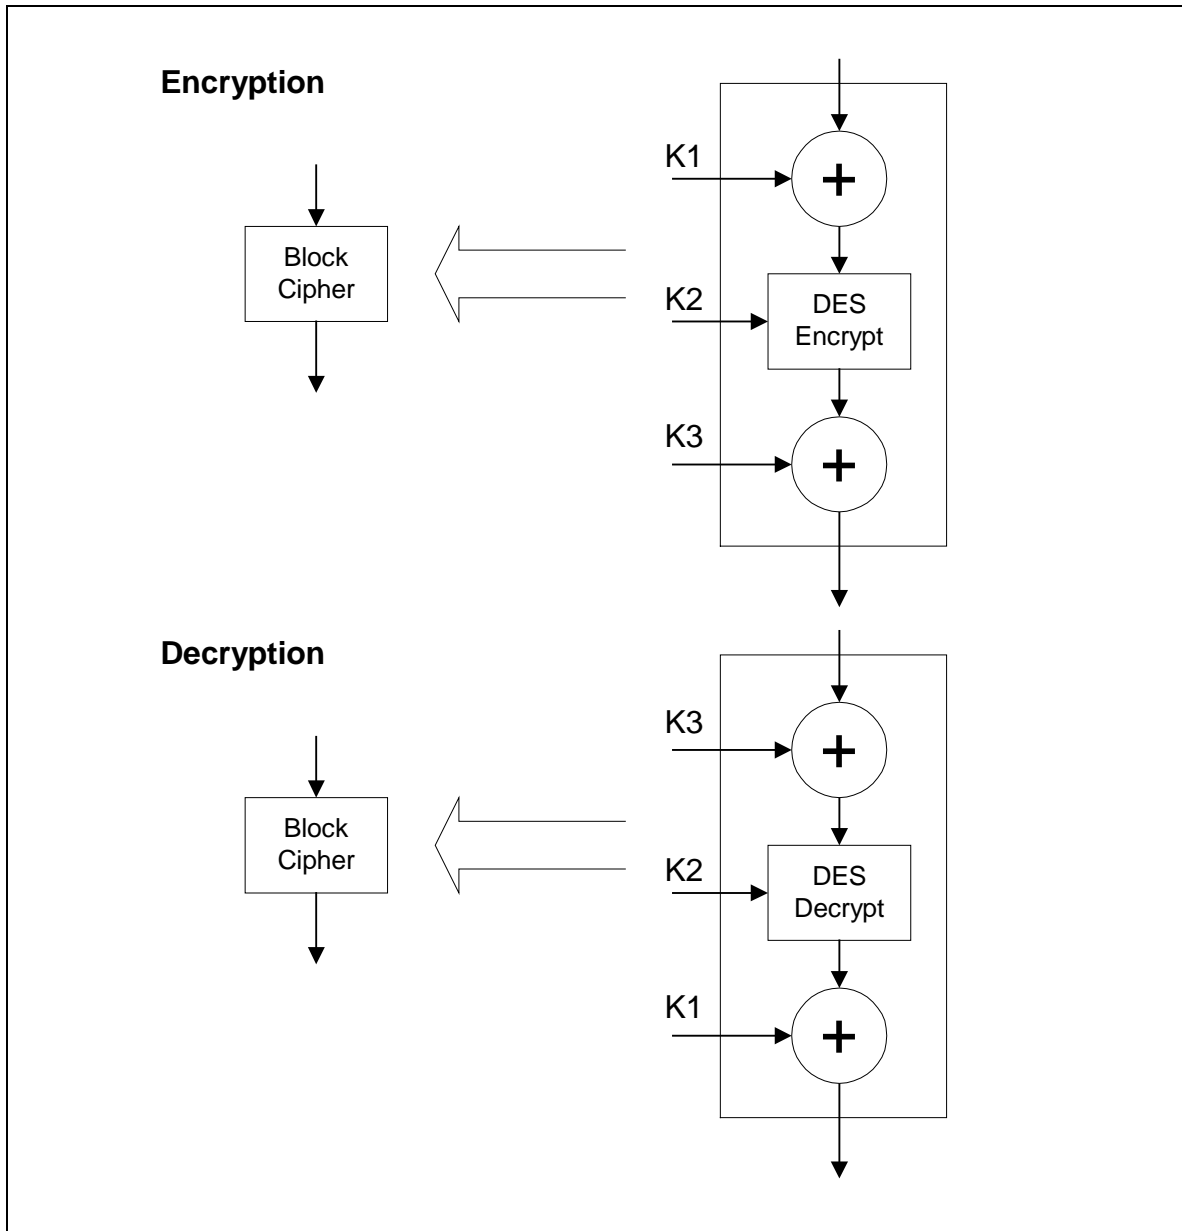 Encryption
K1
+
Block
Cipher
K2
DES
Encrypt
K3
+
Decryption
K3
+
Block
Cipher
K2
DES
Decrypt
K1
+